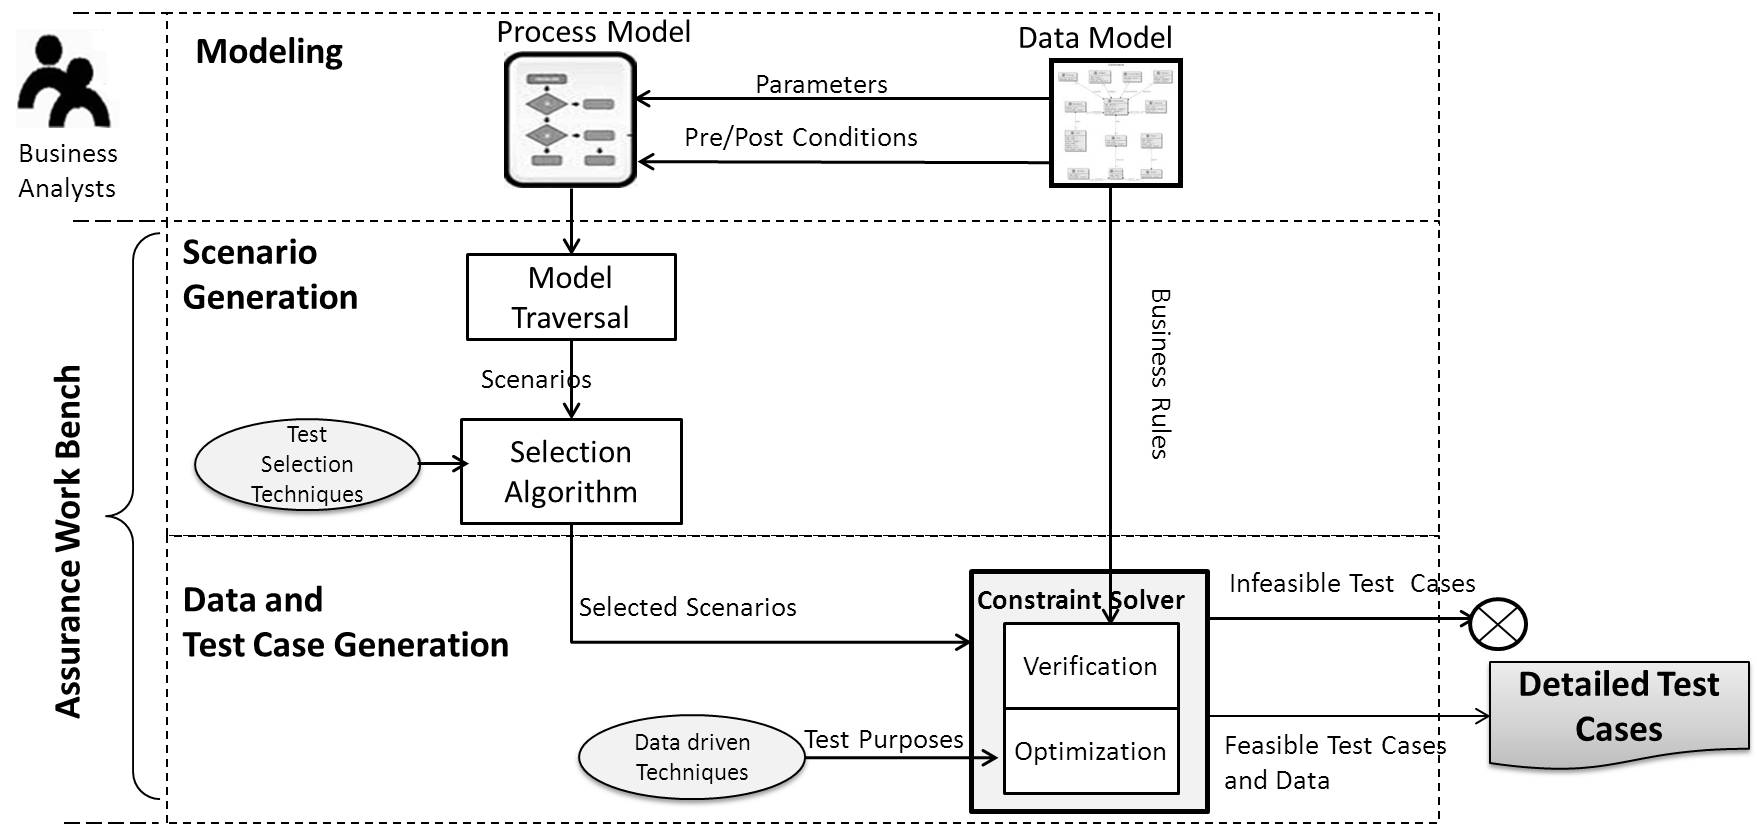 Process Model
Data Model
Modeling
Parameters
Pre/Post Conditions
Business
Analysts
Scenario
Generation
Model
Traversal
Business Rules
Scenarios
Assurance Work Bench
Test
Selection
Techniques
Selection
Algorithm
Data and
Test Case Generation
Selected Scenarios
Constraint Solver
Infeasible Test Cases
Verification
Detailed Test
Cases
Data driven
Techniques
Test Purposes
Optimization
Feasible Test Cases
and Data